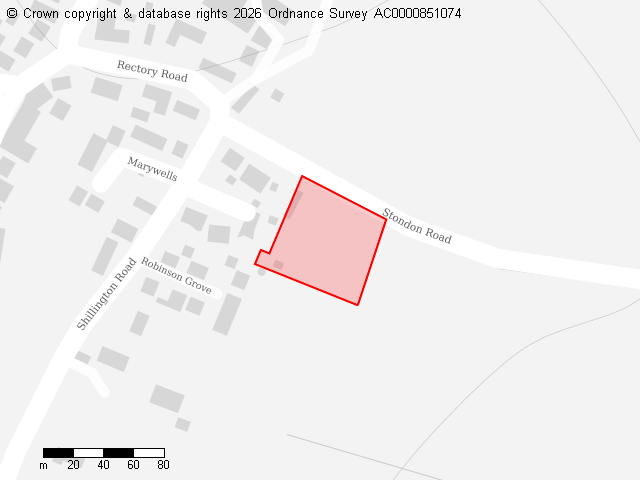 © Crown copyright & database rights 2026 Ordnance Survey AC0000851074
Rectory Road
Marywells
Stondon Road
Robinson Grove
Shillington Road
m 20 40 60 80